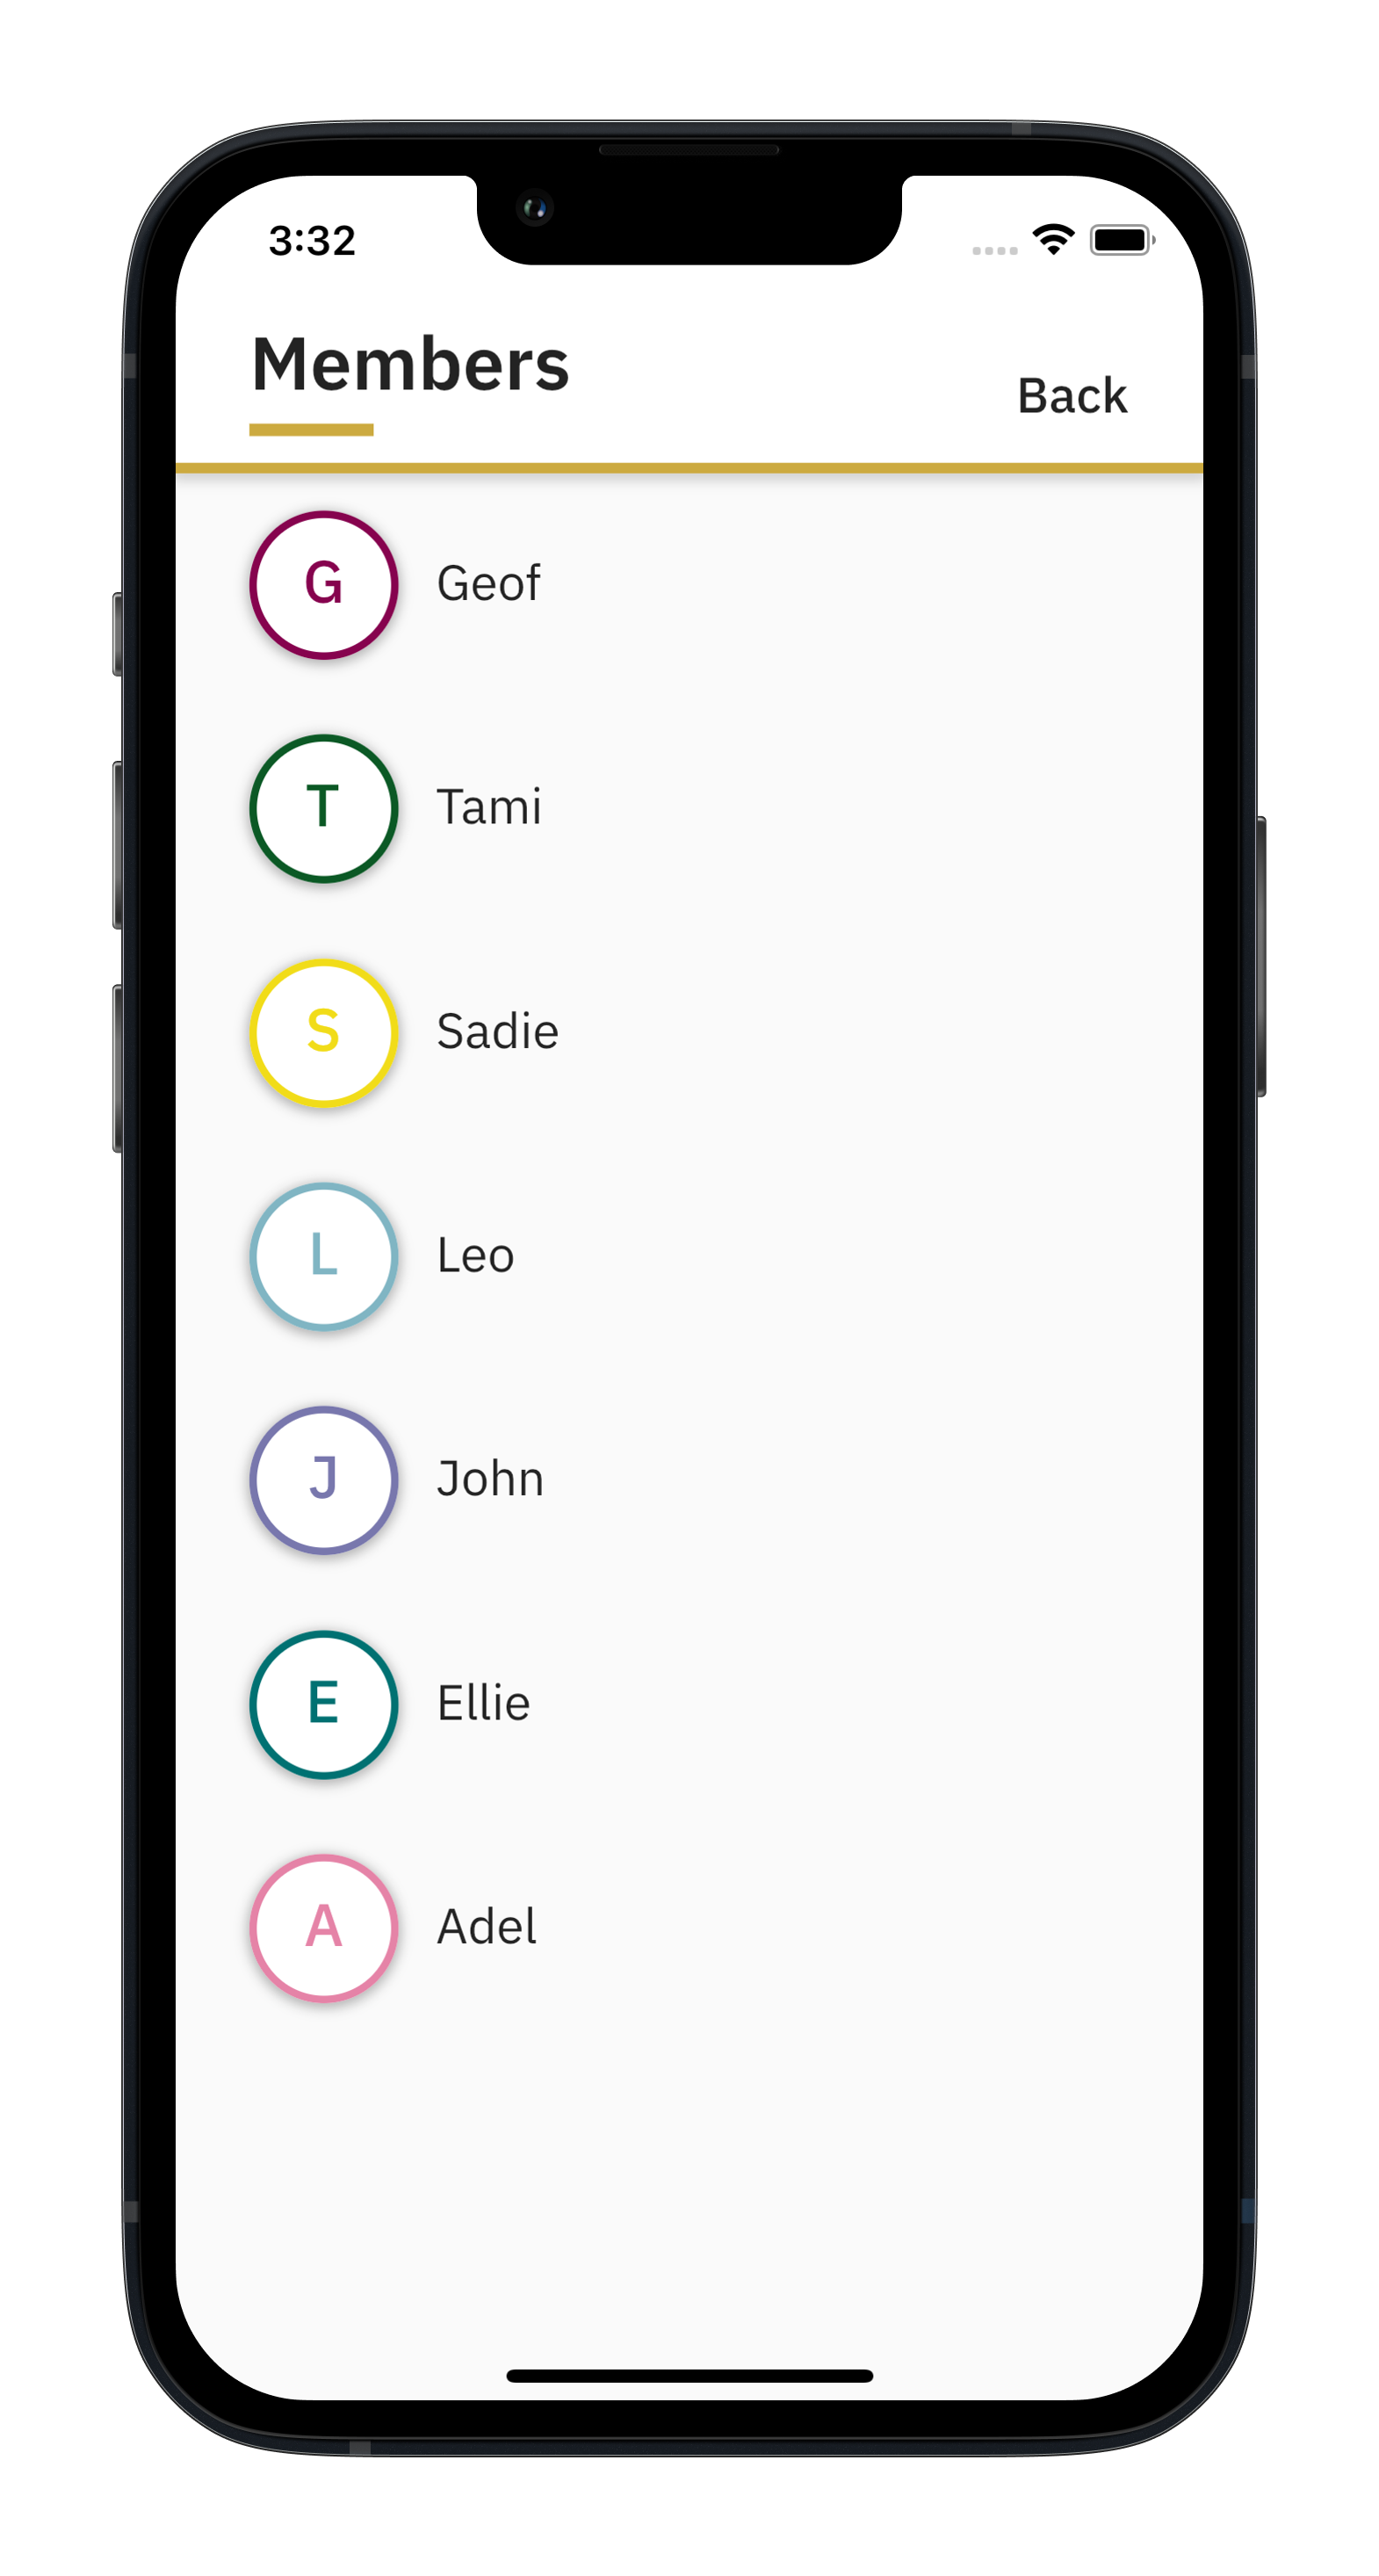 3:32
Members
Back
G Geof
T Tami
S Sadie
L Leo
J John
E Ellie
A Adel